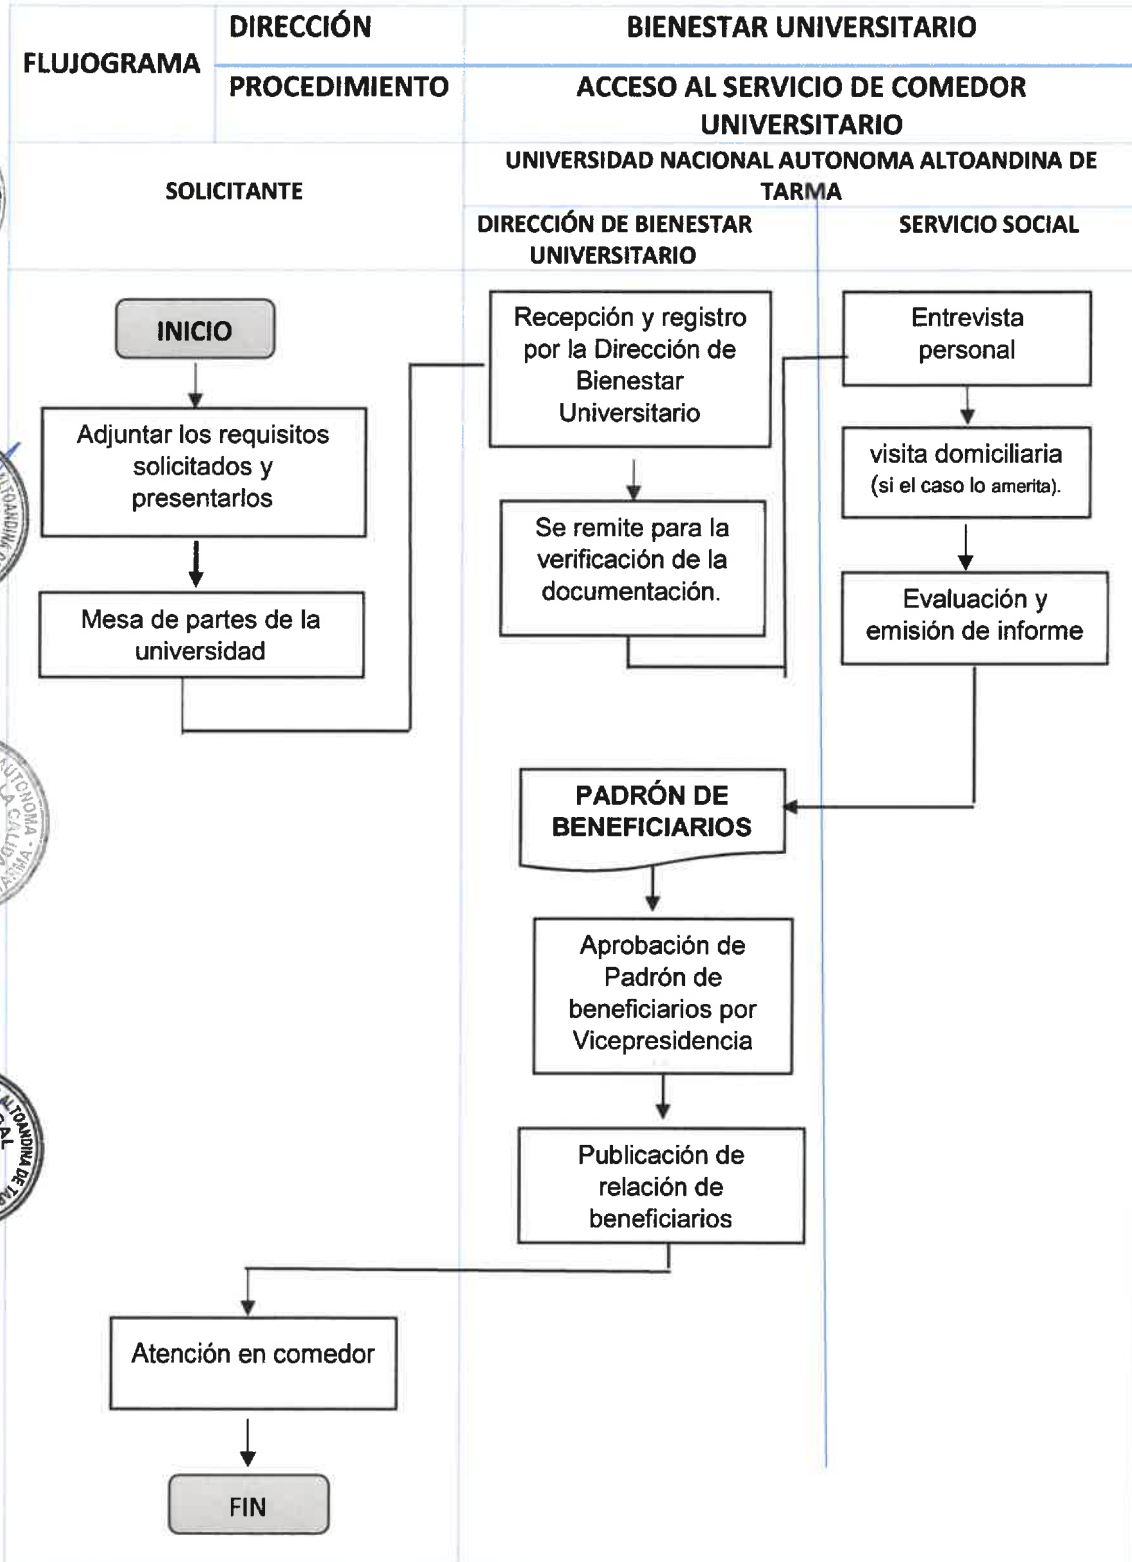 FLUJOGRAMA
DIRECCIÓN
BIENESTAR UNIVERSITARIO
PROCEDIMIENTO
ACCESO AL SERVICIO DE COMEDOR
UNIVERSITARIO
SOLICITANTE
UNIVERSIDAD NACIONAL AUTONOMA ALTOANDINA DE
TARMA
DIRECCIÓN DE BIENESTAR
UNIVERSITARIO
SERVICIO SOCIAL
INICIO
Adjuntar los requisitos
solicitados y
presentarlos
Mesa de partes de la
universidad
Recepción y registro
por la Dirección de
Bienestar
Universitario
Se remite para la
verificación de la
documentación.
Entrevista
personal
visita domiciliaria
(si el caso lo amerita).
Evaluación y
emisión de informe
PADRÓN DE
BENEFICIARIOS
Aprobación de
Padrón de
beneficiarios por
Vicepresidencia
Publicación de
relación de
beneficiarios
Atención en comedor
FIN
ALTOANDINA DE TAR